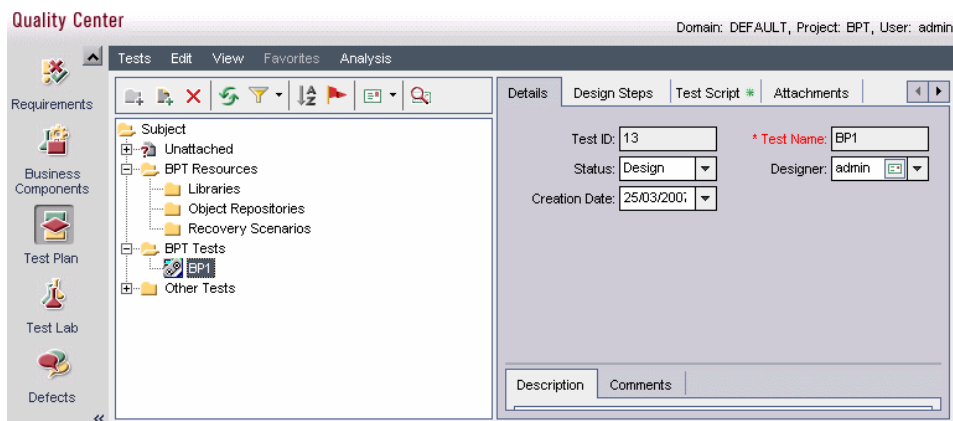 Quality Center
Domain: DEFAULT, Project: BPT, User: admin
Requirements
Business
Components
Test Plan
Test Lab
Defects
Tests Edit View Favorites Analysis
Subject
Unattached
BPT Resources
Libraries
Object Repositories
Recovery Scenarios
BPT Tests
BP1
Other Tests
Details Design Steps Test Script * Attachments
Test ID: 13 * Test Name: BP1
Status: Design Designer: admin
Creation Date: 25/03/200
Description Comments